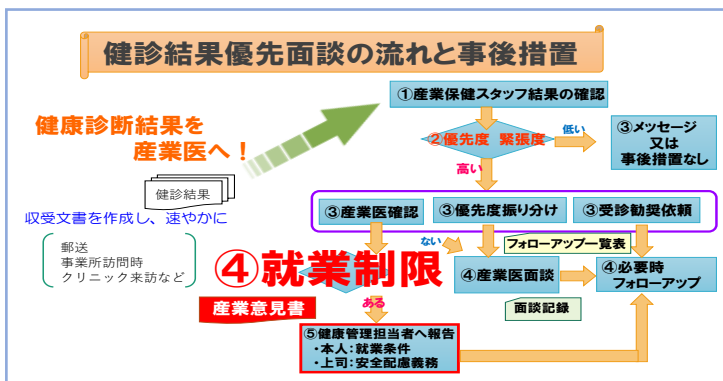 健診結果優先面談の流れと事後措置
①産業保健スタッフ結果の確認
健康診断結果を
産業医へ!
②優先度 緊張度
低い
③メッセージ
又は
事後措置なし
高い
健診結果
収受文書を作成し、速やかに
郵送
事業所訪問時
クリニック来訪など
③産業医確認
③優先度振り分け
③受診勧奨依頼
ない
フォローアップ一覧表
④就業制限
④産業医面談
④必要時
フォローアップ
産業意見書
ある
面談記録
⑤健康管理担当者へ報告
・本人:就業条件
・上司:安全配慮義務